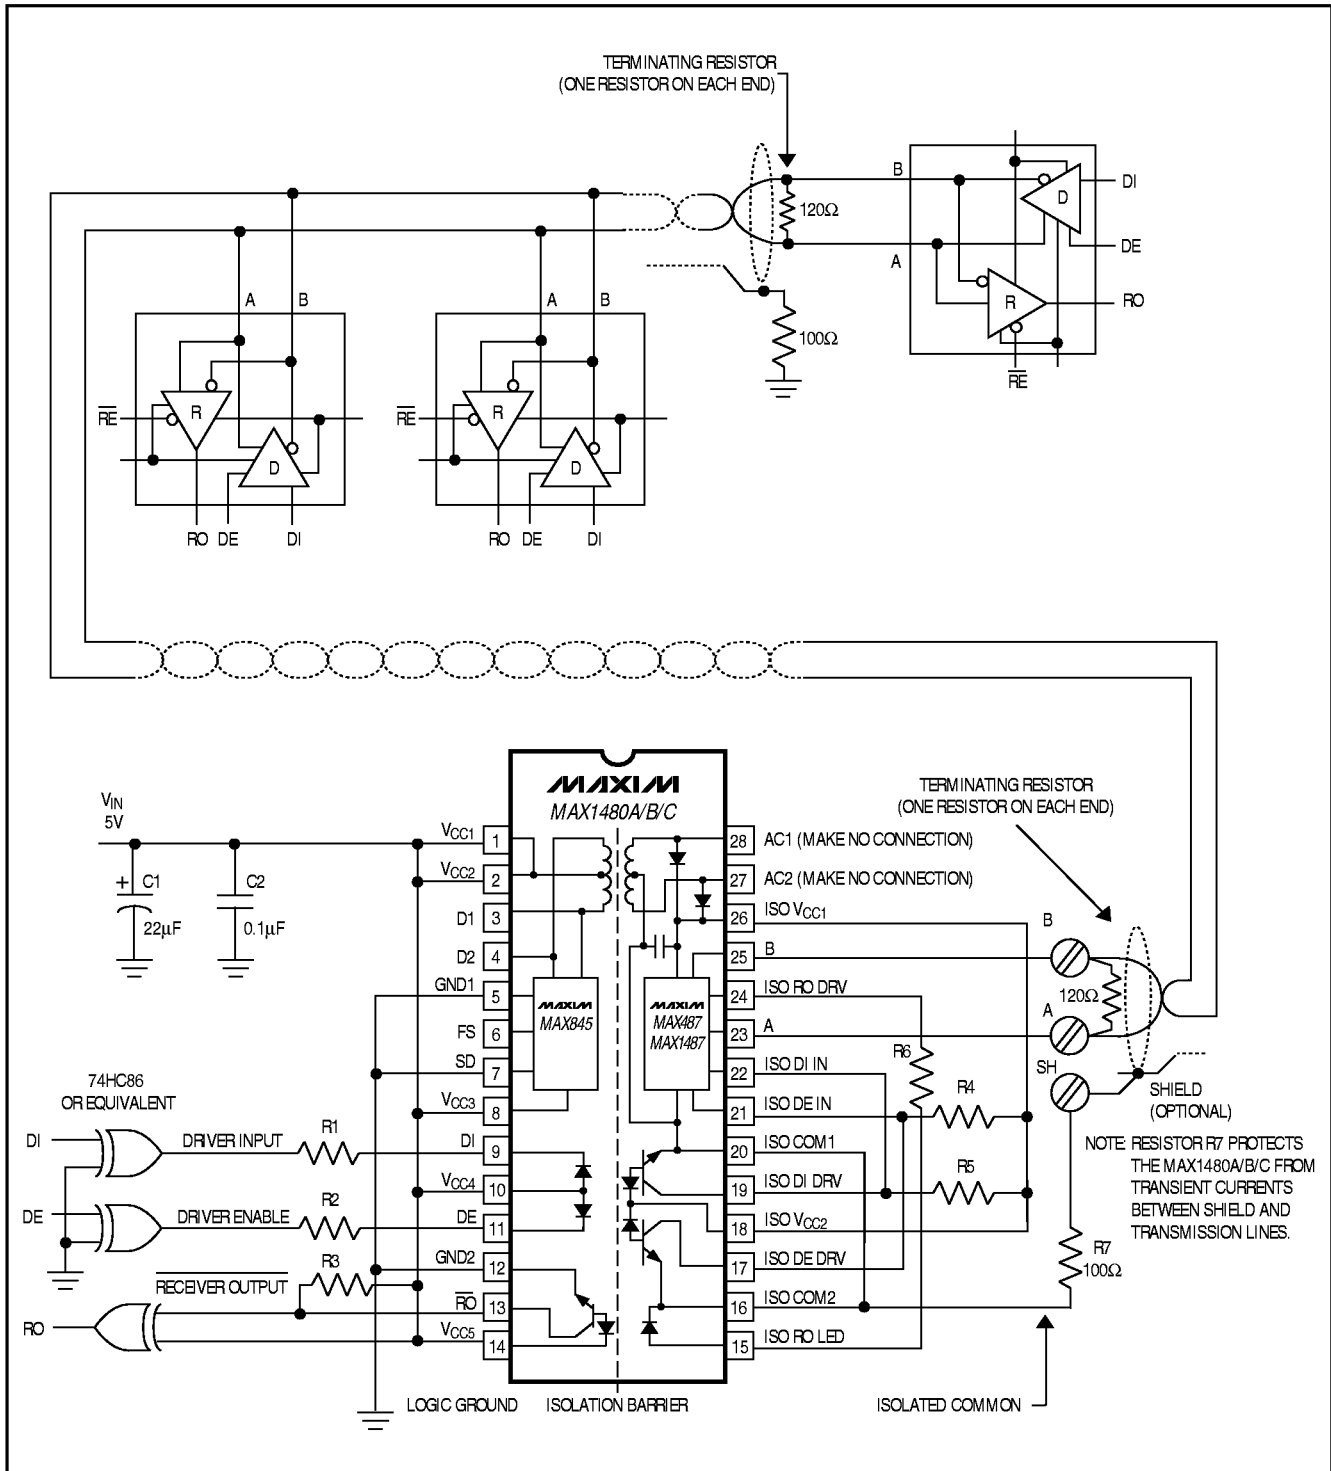 TERMINATING RESISTOR
(ONE RESISTOR ON EACH END)
B
DI
D
120Ω
DE
A
R
RO
100Ω
RE
A
B
A
B
RE
R
D
RE
R
D
RO DE DI
RO DE DI
MAXIM
MAX1480A/B/C
TERMINATING RESISTOR
(ONE RESISTOR ON EACH END)
VIN
5V
VCC1
1
28
AC1 (MAKE NO CONNECTION)
VCC2
2
27
AC2 (MAKE NO CONNECTION)
C1
22µF
C2
0.1µF
D1
3
26
ISO VCC1
D2
4
25
B
B
GND1
5
24
ISO RO DRV
120Ω
MAXIM
MAX845
MAXIM
MAX487
MAX1487
FS
6
23
A
A
SD
7
22
ISO DI IN
R6
SH
VCC3
8
21
ISO DE IN
R4
SHIELD
(OPTIONAL)
74HC86
OR EQUIVALENT
DI
DRIVER INPUT
R1
DI
9
20
ISO COM1
NOTE: RESISTOR R7 PROTECTS
THE MAX1480A/B/C FROM
TRANSIENT CURRENTS
BETWEEN SHIELD AND
TRANSMISSION LINES.
VCC4
10
19
ISO DI DRV
R5
DE
DRIVER ENABLE
R2
DE
11
18
ISO VCC2
R3
GND2
12
17
ISO DE DRV
R7
100Ω
RECEIVER OUTPUT
RO
13
16
ISO COM2
RO
VCC5
14
15
ISO RO LED
LOGIC GROUND
ISOLATION BARRIER
ISOLATED COMMON